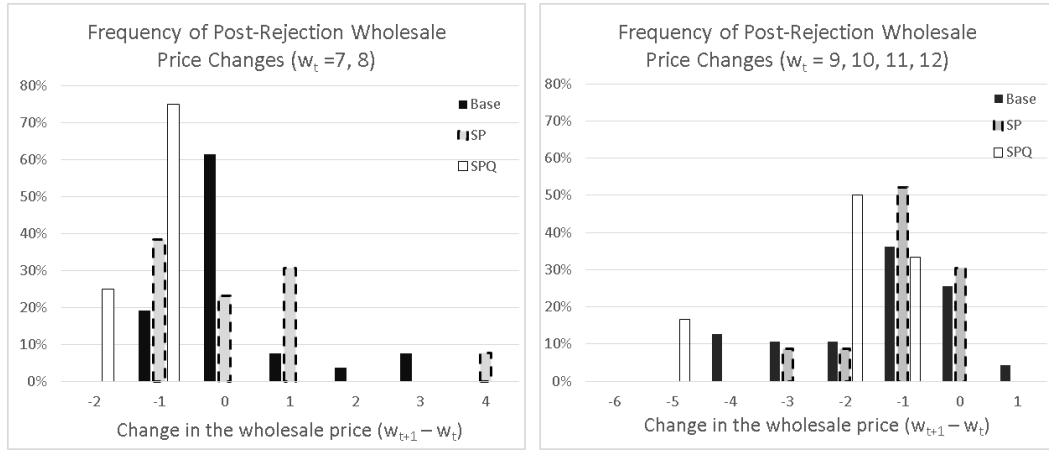 Frequency of Post-Rejection Wholesale
Price Changes (wₜ =7, 8)
80%
70%
60%
50%
40%
30%
20%
10%
0%
Base
SP
SPQ
-2 -1 0 1 2 3 4
Change in the wholesale price (wₜ₊₁ – wₜ)
Frequency of Post-Rejection Wholesale
Price Changes (wₜ = 9, 10, 11, 12)
80%
70%
60%
50%
40%
30%
20%
10%
0%
Base
SP
SPQ
-6 -5 -4 -3 -2 -1 0 1
Change in the wholesale price (wₜ₊₁ – wₜ)